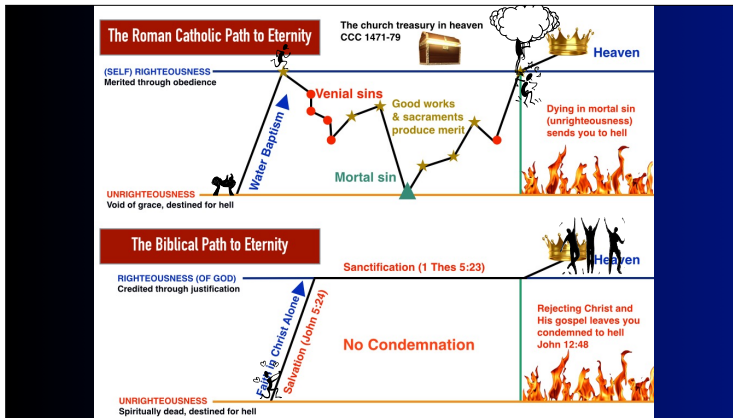 The Roman Catholic Path to Eternity
The church treasury in heaven
CCC 1471-79
Heaven
(SELF) RIGHTEOUSNESS
Merited through obedience
Venial sins
Good works
& sacraments
produce merit
Dying in mortal sin
(unrighteousness)
sends you to hell
Water Baptism
Mortal sin
UNRIGHTEOUSNESS
Void of grace, destined for hell
The Biblical Path to Eternity
Heaven
Sanctification (1 Thes 5:23)
RIGHTEOUSNESS (OF GOD)
Credited through justification
Faith in Christ Alone
Salvation (John 5:24)
No Condemnation
Rejecting Christ and
His gospel leaves you
condemned to hell
John 12:48
UNRIGHTEOUSNESS
Spiritually dead, destined for hell